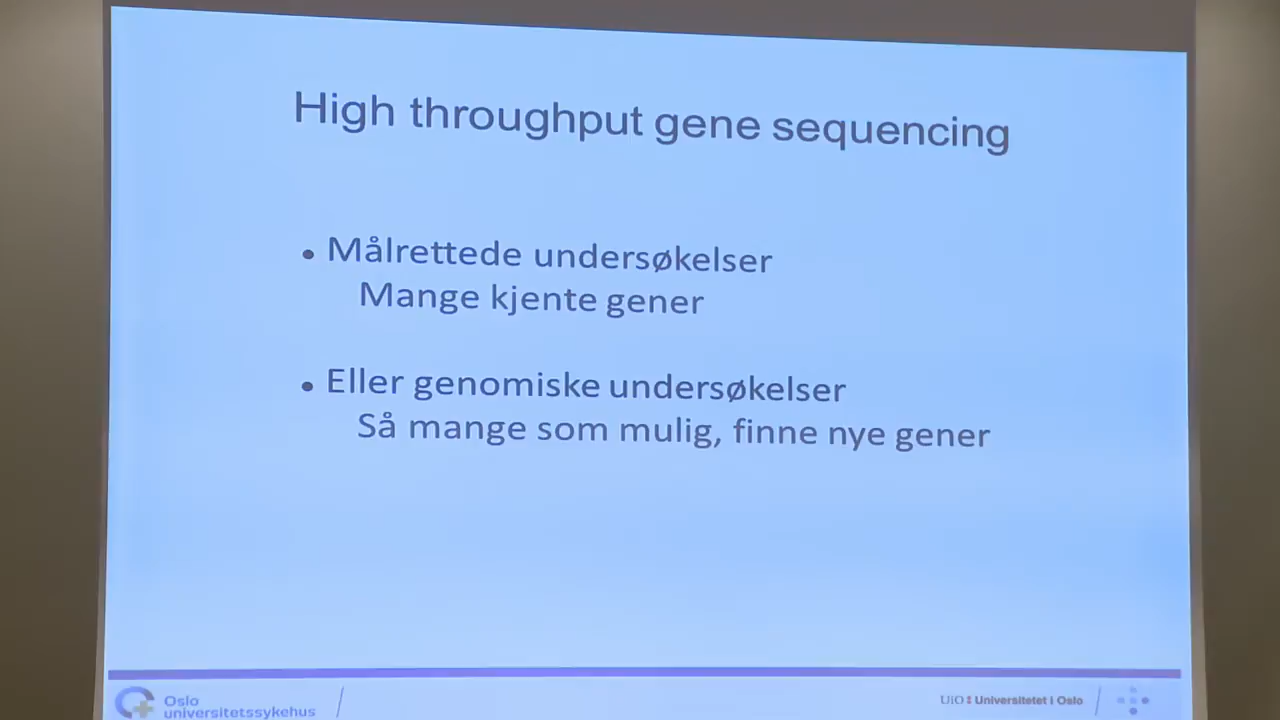 High throughput gene sequencing
• Målrettede undersøkelser
Mange kjente gener
• Eller genomiske undersøkelser
Så mange som mulig, finne nye gener
Oslo
universitetssykehus
UiO Universitetet i Oslo